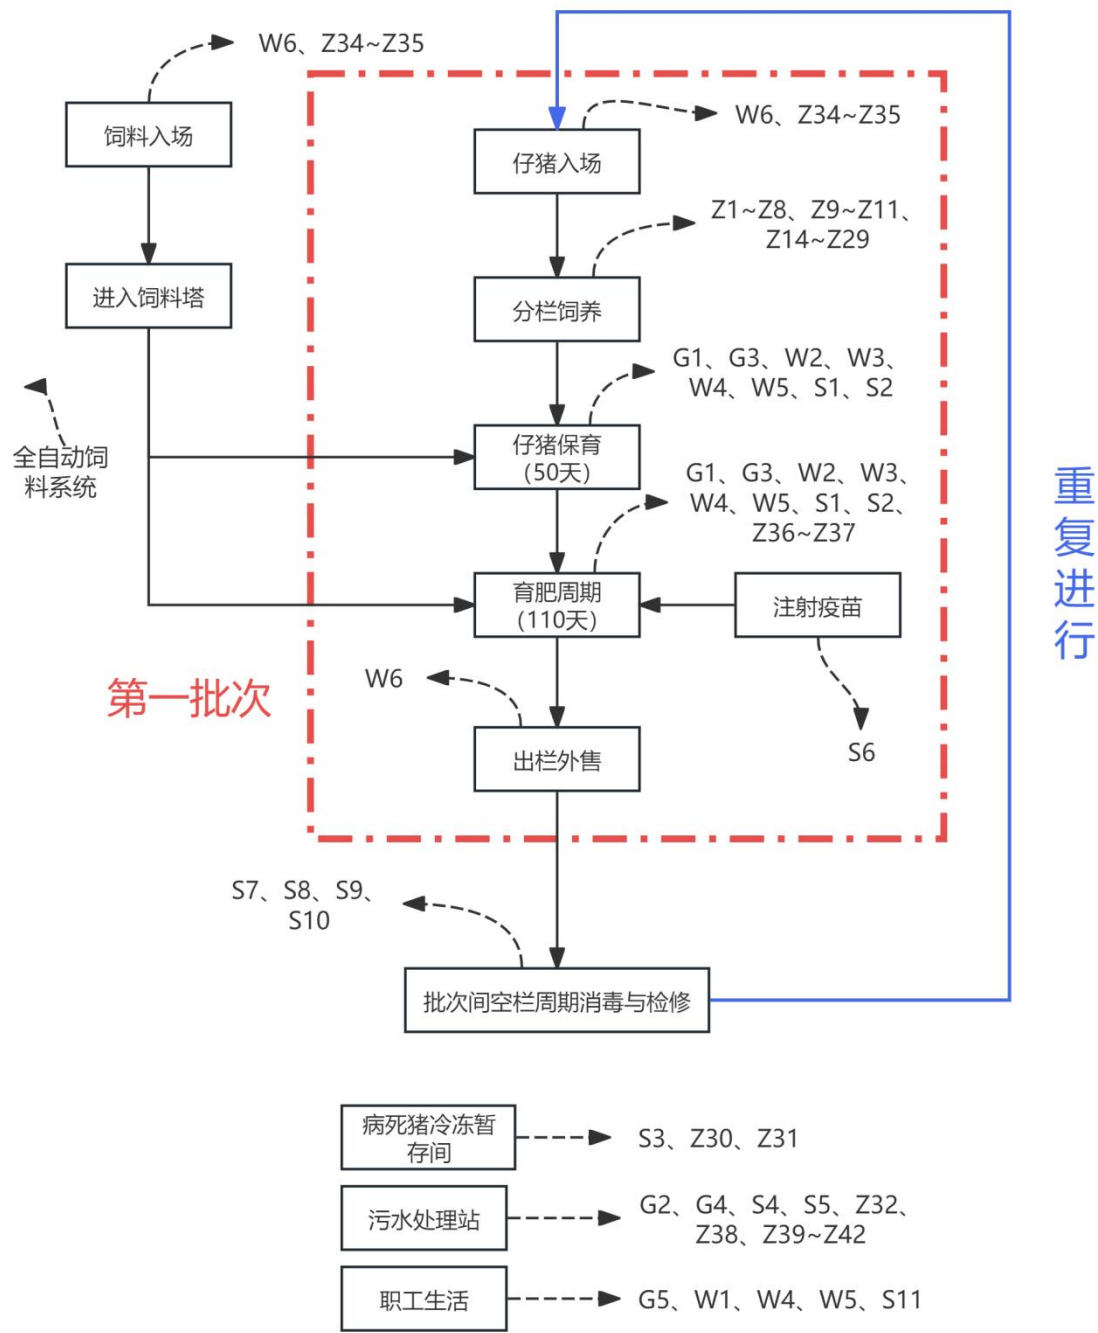 W6、Z34~Z35
饲料入场
W6、Z34~Z35
仔猪入场
Z1~Z8、Z9~Z11、
Z14~Z29
进入饲料塔
分栏饲养
G1、G3、W2、W3、
W4、W5、S1、S2
全自动饲
料系统
仔猪保育
(50天)
G1、G3、W2、W3、
W4、W5、S1、S2、
Z36~Z37
重
复
进
行
育肥周期
(110天)
注射疫苗
W6
第一批次
S6
出栏外售
S7、S8、S9、
S10
批次间空栏周期消毒与检修
病死猪冷冻暂
存间
S3、Z30、Z31
污水处理站
G2、G4、S4、S5、Z32、
Z38、Z39~Z42
职工生活
G5、W1、W4、W5、S11